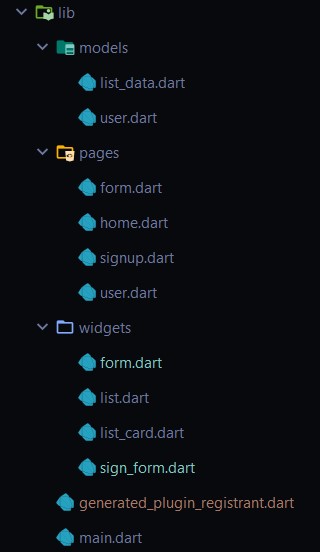 lib
models
list_data.dart
user.dart
pages
form.dart
home.dart
signup.dart
user.dart
widgets
form.dart
list.dart
list_card.dart
sign_form.dart
generated_plugin_registrant.dart
main.dart